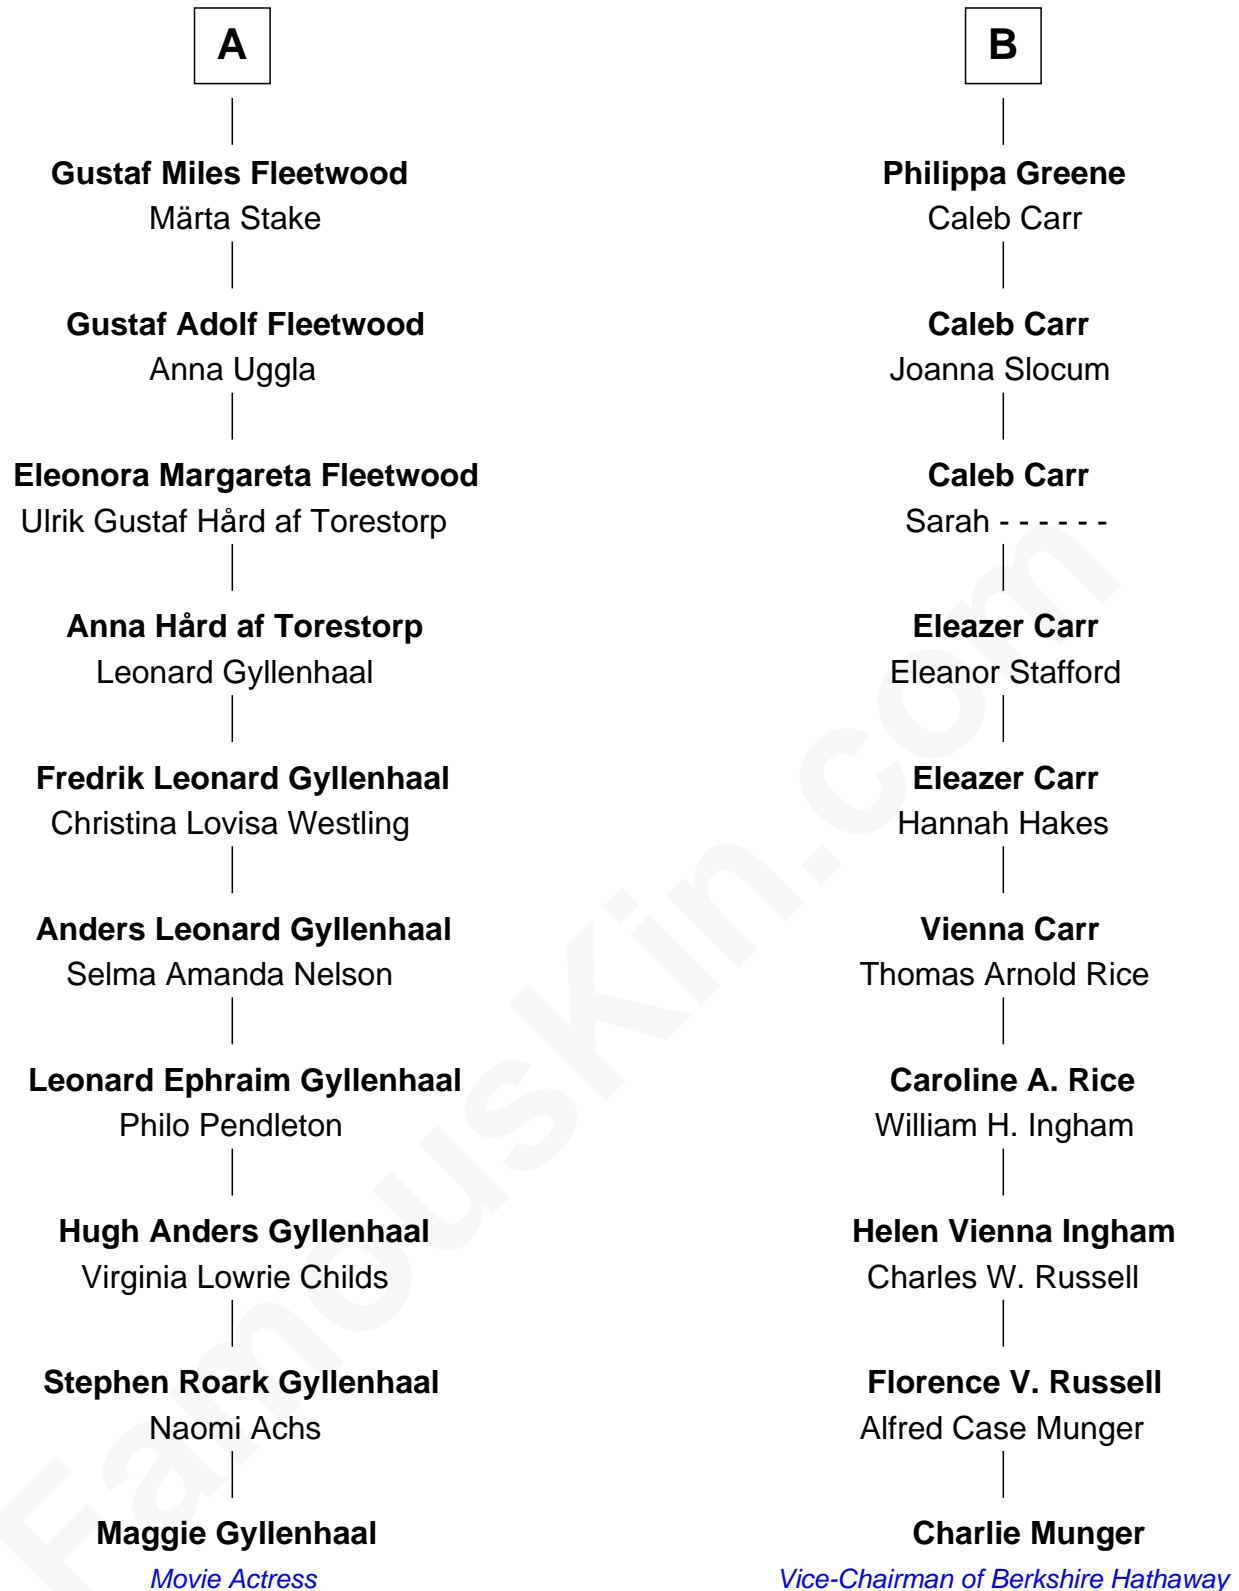 A
Gustaf Miles Fleetwood
Märta Stake
Gustaf Adolf Fleetwood
Anna Uggla
Eleonora Margareta Fleetwood
Ulrik Gustaf Hård af Torestorp
Anna Hård af Torestorp
Leonard Gyllenhaal
Fredrik Leonard Gyllenhaal
Christina Lovisa Westling
Anders Leonard Gyllenhaal
Selma Amanda Nelson
Leonard Ephraim Gyllenhaal
Philo Pendleton
Hugh Anders Gyllenhaal
Virginia Lowrie Childs
Stephen Roark Gyllenhaal
Naomi Achs
Maggie Gyllenhaal
Movie Actress
B
Philippa Greene
Caleb Carr
Caleb Carr
Joanna Slocum
Caleb Carr
Sarah - - - - - -
Eleazer Carr
Eleanor Stafford
Eleazer Carr
Hannah Hakes
Vienna Carr
Thomas Arnold Rice
Caroline A. Rice
William H. Ingham
Helen Vienna Ingham
Charles W. Russell
Florence V. Russell
Alfred Case Munger
Charlie Munger
Vice-Chairman of Berkshire Hathaway
FamousKin.com